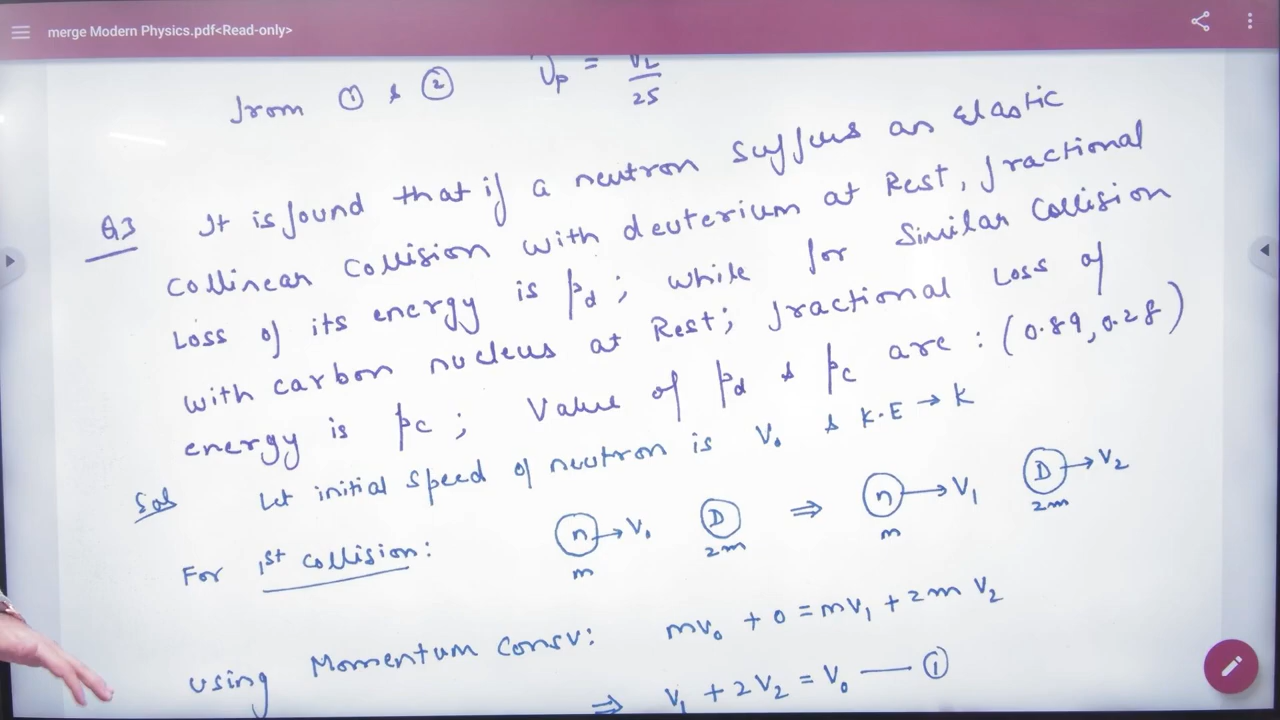 merge Modern Physics.pdf<Read-only>
from ① & ② Vp = V2/25
Q3 It is found that if a neutron suffers an elastic
collinear collision with deuterium at Rest, fractional
Loss of its energy is pd ; while for Similar Collision
with carbon nucleus at Rest; fractional Loss of
energy is pc ; Value of pd & pc are : (0.89, 0.28)
Sol Let initial speed of neutron is V₀ & K.E → K
For 1st collision: n → V₀ D ⇒ n → V₁ D → V₂
m 2m m 2m
using Momentum Consv: mv₀ + 0 = mV₁ + 2m V₂
⇒ V₁ + 2V₂ = V₀ — ①